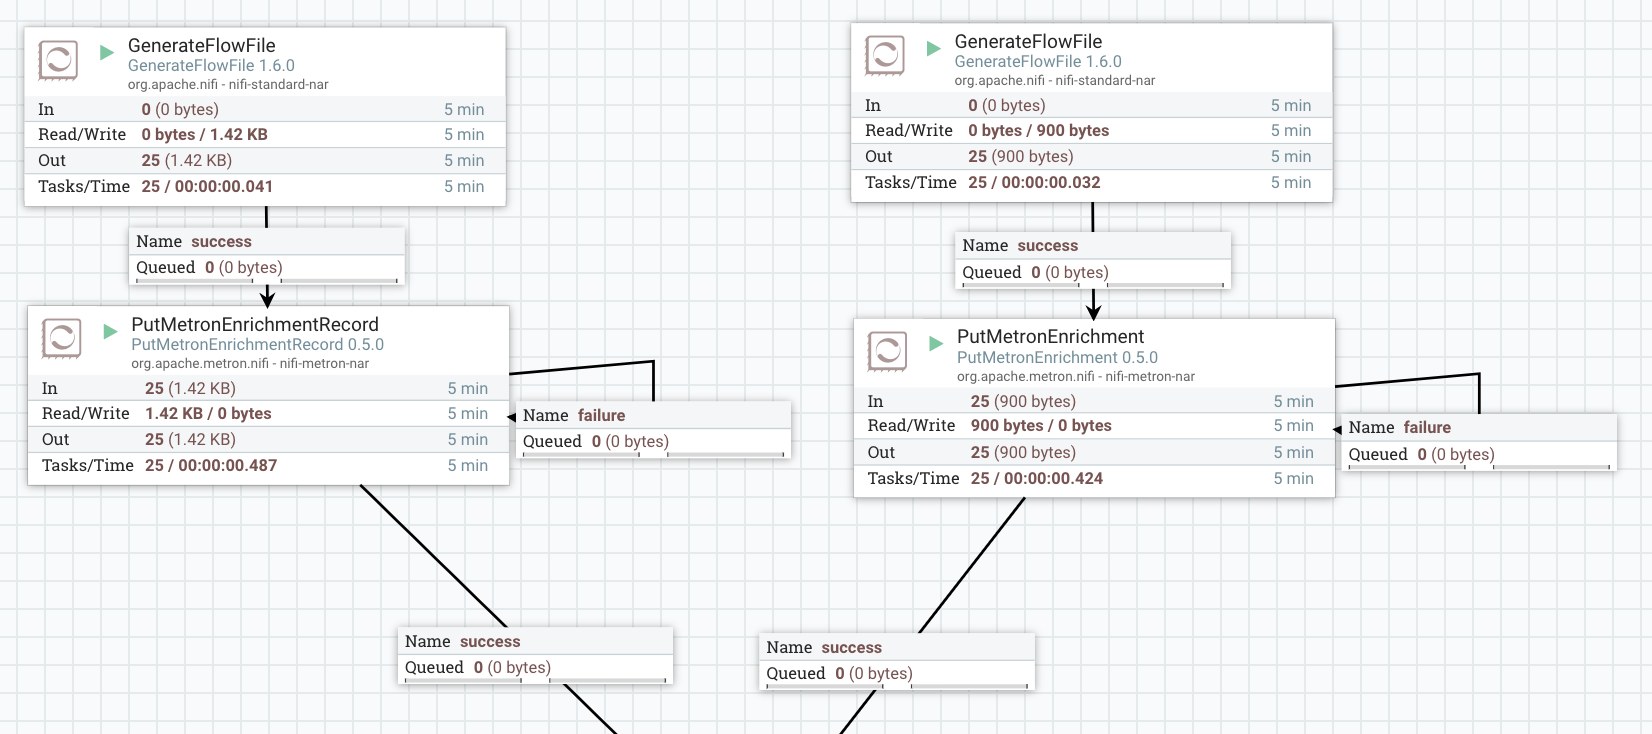 GenerateFlowFile
GenerateFlowFile 1.6.0
org.apache.nifi - nifi-standard-nar
In 0 (0 bytes) 5 min
Read/Write 0 bytes / 1.42 KB 5 min
Out 25 (1.42 KB) 5 min
Tasks/Time 25 / 00:00:00.041 5 min
Name success
Queued 0 (0 bytes)
PutMetronEnrichmentRecord
PutMetronEnrichmentRecord 0.5.0
org.apache.metron.nifi - nifi-metron-nar
In 25 (1.42 KB) 5 min
Read/Write 1.42 KB / 0 bytes 5 min
Out 25 (1.42 KB) 5 min
Tasks/Time 25 / 00:00:00.487 5 min
Name failure
Queued 0 (0 bytes)
Name success
Queued 0 (0 bytes)
GenerateFlowFile
GenerateFlowFile 1.6.0
org.apache.nifi - nifi-standard-nar
In 0 (0 bytes) 5 min
Read/Write 0 bytes / 900 bytes 5 min
Out 25 (900 bytes) 5 min
Tasks/Time 25 / 00:00:00.032 5 min
Name success
Queued 0 (0 bytes)
PutMetronEnrichment
PutMetronEnrichment 0.5.0
org.apache.metron.nifi - nifi-metron-nar
In 25 (900 bytes) 5 min
Read/Write 900 bytes / 0 bytes 5 min
Out 25 (900 bytes) 5 min
Tasks/Time 25 / 00:00:00.424 5 min
Name failure
Queued 0 (0 bytes)
Name success
Queued 0 (0 bytes)